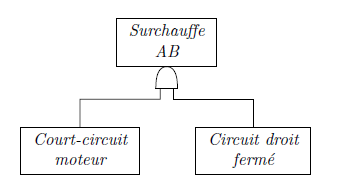 Surchauffe
AB
Court-circuit
moteur
Circuit droit
fermé